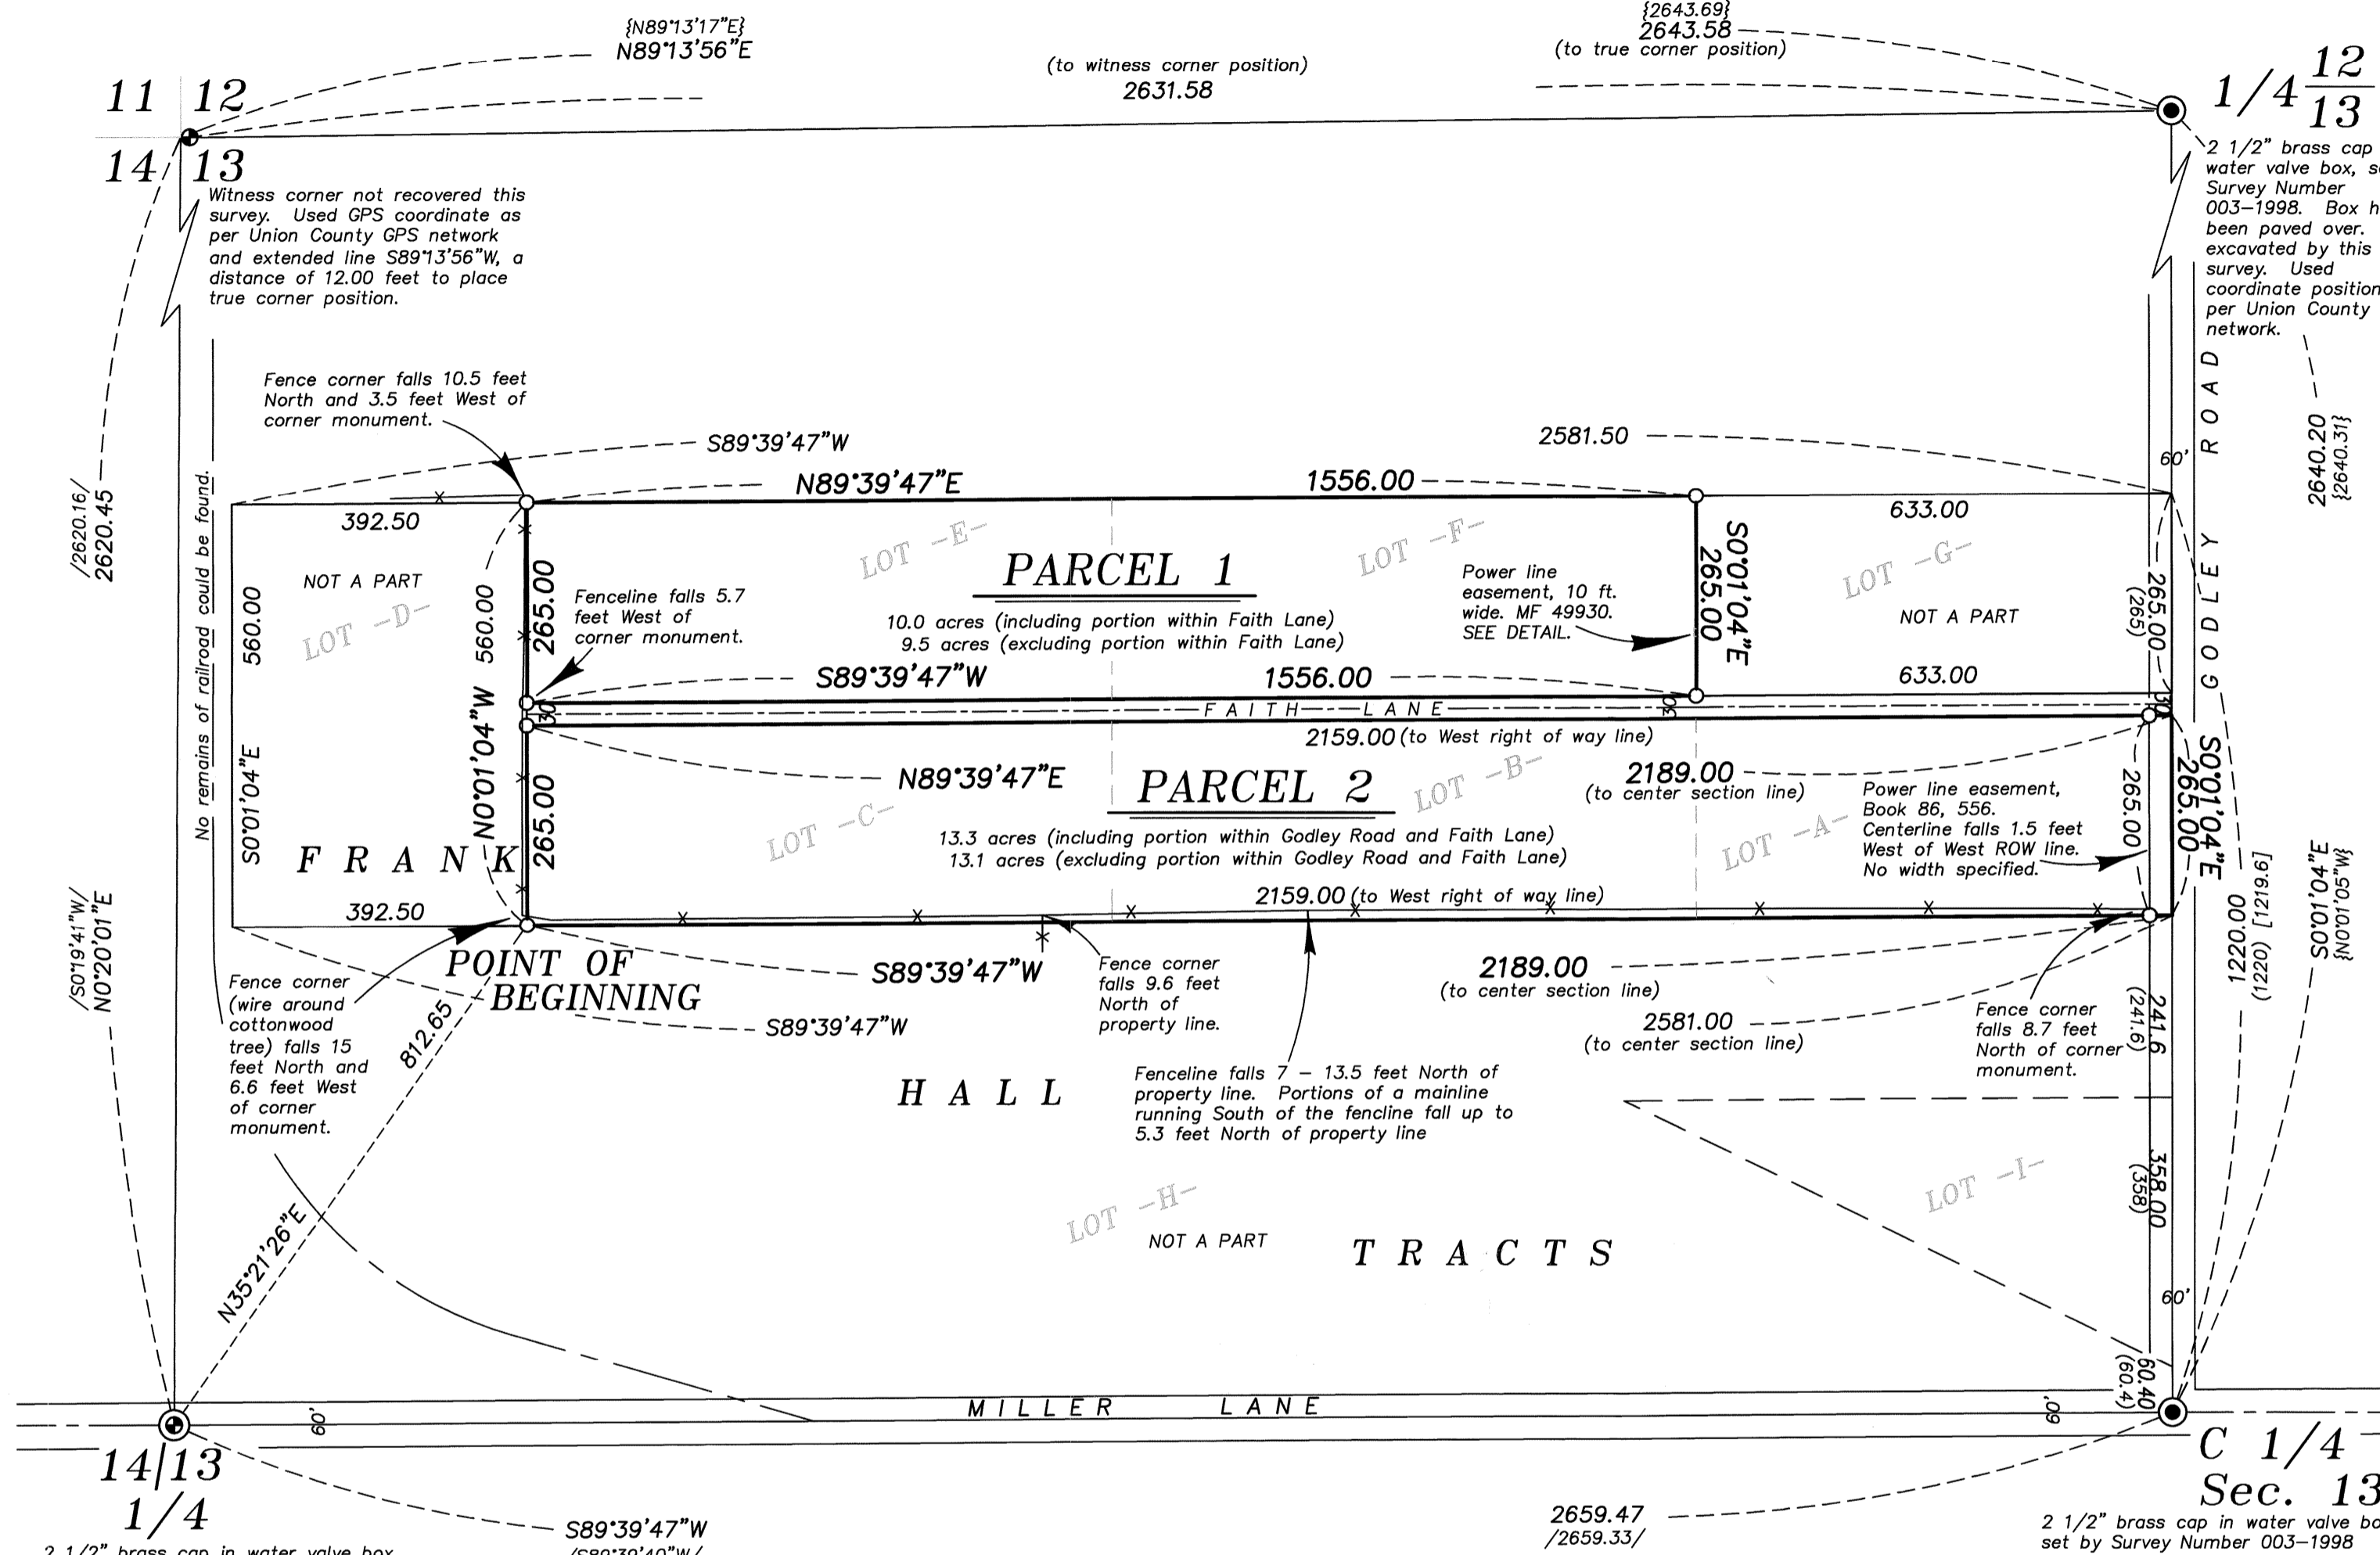 {N89°13'17"E}
N89°13'56"E
(to witness corner position)
2631.58
{2643.69}
2643.58
(to true corner position)
11 12
14 13
1/4 12
13
Witness corner not recovered this
survey. Used GPS coordinate as
per Union County GPS network
and extended line S89°13'56"W, a
distance of 12.00 feet to place
true corner position.
2 1/2" brass cap
water valve box,
Survey Number
003-1998. Box
been paved over.
excavated by this
survey. Used
coordinate position
per Union County
network.
/2620.16/
2620.45
/S0°19'41"W/
N0°20'01"E
No remains of railroad could be found.
Fence corner falls 10.5 feet
North and 3.5 feet West of
corner monument.
S89°39'47"W
2581.50
N89°39'47"E
1556.00
392.50
633.00
60'
GODLEY ROAD
2640.20
{2640.31}
NOT A PART
LOT -D-
560.00
S0°01'04"E
N0°01'04"W 560.00
265.00
LOT -E-
LOT -F-
LOT -G-
PARCEL 1
10.0 acres (including portion within Faith Lane)
9.5 acres (excluding portion within Faith Lane)
Fenceline falls 5.7
feet West of
corner monument.
Power line
easement, 10 ft.
wide. MF 49930.
SEE DETAIL.
S0°01'04"E
265.00
NOT A PART
265.00
(265)
S89°39'47"W
1556.00
633.00
30
FAITH LANE
30
30
2159.00 (to West right of way line)
N89°39'47"E
2189.00
(to center section line)
PARCEL 2
LOT -C-
LOT -B-
LOT -A-
13.3 acres (including portion within Godley Road and Faith Lane)
13.1 acres (excluding portion within Godley Road and Faith Lane)
Power line easement,
Book 86, 556.
Centerline falls 1.5 feet
West of West ROW line.
No width specified.
265.00
265.00
S0°01'04"E
265.00
2159.00 (to West right of way line)
FRANK
392.50
POINT OF
BEGINNING
S89°39'47"W
2189.00
(to center section line)
S89°39'47"W
2581.00
(to center section line)
Fence corner
(wire around
cottonwood
tree) falls 15
feet North and
6.6 feet West
of corner
monument.
812.65
N35°21'26"E
Fence corner
falls 9.6 feet
North of
property line.
Fenceline falls 7 - 13.5 feet North of
property line. Portions of a mainline
running South of the fencline fall up to
5.3 feet North of property line
Fence corner
falls 8.7 feet
North of corner
monument.
241.6
(241.6)
1220.00
(1220) [1219.6]
S0°01'04"E
{N0°01'05"W}
HALL
LOT -H-
NOT A PART
TRACTS
LOT -I-
358.00
(358)
60'
60.40
(60.4)
60'
MILLER LANE
60'
14|13
1/4
C 1/4
Sec. 13
S89°39'47"W
/S89°39'40"W/
2659.47
/2659.33/
2 1/2" brass cap in water valve box
2 1/2" brass cap in water valve
set by Survey Number 003-1998